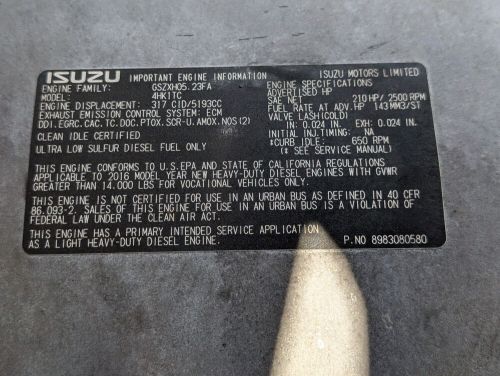 ISUZU IMPORTANT ENGINE INFORMATION ISUZU MOTORS LIMITED
ENGINE FAMILY: GSZXH05.23FA
MODEL: 4HK1TC
ENGINE DISPLACEMENT: 317 CID/5193CC
EXHAUST EMISSION CONTROL SYSTEM: ECM
DDI.EGRC.CAC.TC.DOC.PTOX.SCR-U.AMOX.NOS(2)
CLEAN IDLE CERTIFIED
ULTRA LOW SULFUR DIESEL FUEL ONLY
ENGINE SPECIFICATIONS
ADVERTISED HP
SAE NET 210HP/2500RPM
FUEL RATE AT ADV.HP 143MM3/ST
VALVE LASH(COLD)
IN: 0.024 IN. EXH: 0.024 IN.
INITIAL INJ.TIMING: NA
*CURB IDLE: 650 RPM
(* SEE SERVICE MANUAL)
THIS ENGINE CONFORMS TO U.S.EPA AND STATE OF CALIFORNIA REGULATIONS
APPLICABLE TO 2016 MODEL YEAR NEW HEAVY-DUTY DIESEL ENGINES WITH GVWR
GREATER THAN 14.000 LBS FOR VOCATIONAL VEHICLES ONLY.
THIS ENGINE IS NOT CERTIFIED FOR USE IN AN URBAN BUS AS DEFINED IN 40 CFR
86.093-2. SALES OF THIS ENGINE FOR USE IN AN URBAN BUS IS A VIOLATION OF
FEDERAL LAW UNDER THE CLEAN AIR ACT.
THIS ENGINE HAS A PRIMARY INTENDED SERVICE APPLICATION
AS A LIGHT HEAVY-DUTY DIESEL ENGINE. P.NO 8983080580